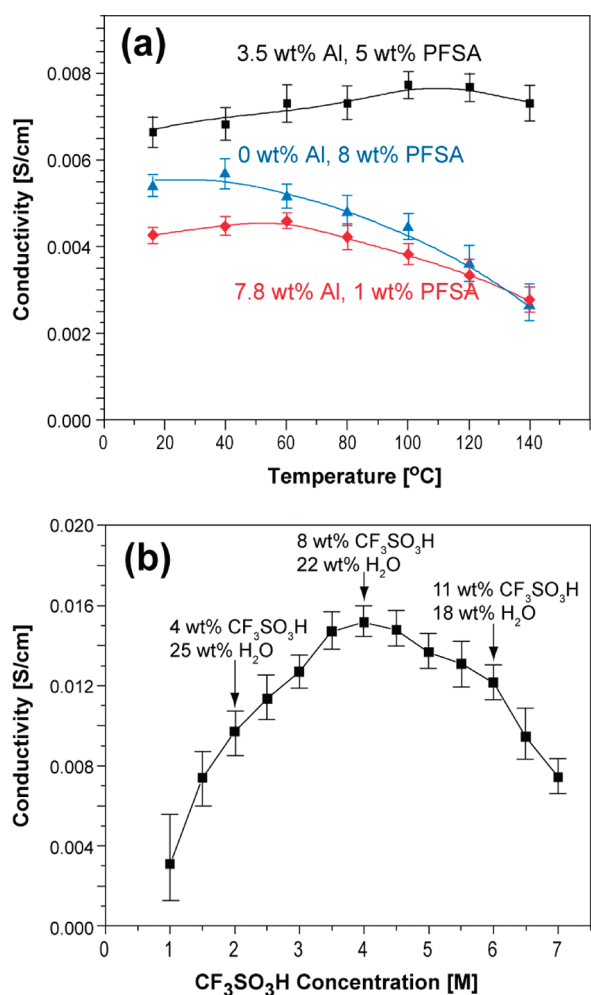 (a)
3.5 wt% Al, 5 wt% PFSA
0 wt% Al, 8 wt% PFSA
7.8 wt% Al, 1 wt% PFSA
Conductivity [S/cm]
0.008
0.006
0.004
0.002
0.000
20 40 60 80 100 120 140
Temperature [°C]
(b)
8 wt% CF₃SO₃H
22 wt% H₂O
11 wt% CF₃SO₃H
18 wt% H₂O
4 wt% CF₃SO₃H
25 wt% H₂O
Conductivity [S/cm]
0.020
0.016
0.012
0.008
0.004
0.000
1 2 3 4 5 6 7
CF₃SO₃H Concentration [M]